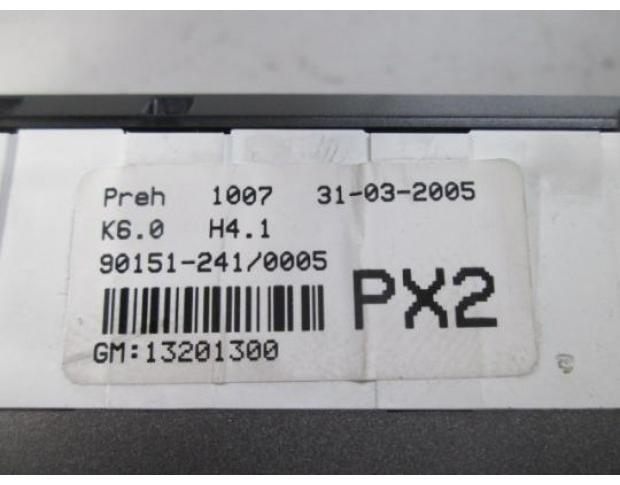 Preh 1007 31-03-2005
K6.0 H4.1
90151-241/0005
PX2
GM:13201300